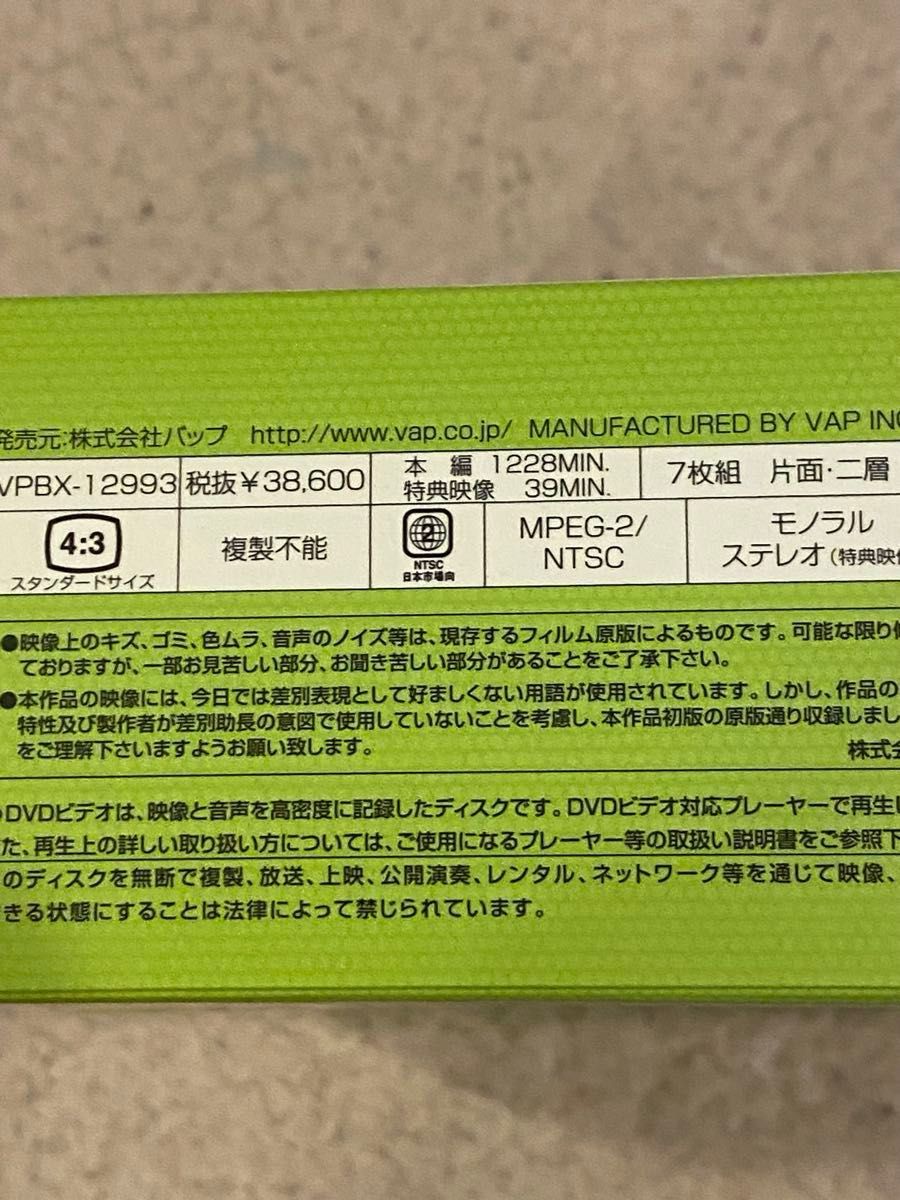 発売元:株式会社バップ http://www.vap.co.jp/ MANUFACTURED BY VAP INC
VPBX-12993 税抜¥38,600 本編 1228MIN. 7枚組 片面・二層
特典映像 39MIN.
4:3 複製不能 2 MPEG-2/ モノラル
スタンダードサイズ NTSC 日本市場向 NTSC ステレオ(特典映像
●映像上のキズ、ゴミ、色ムラ、音声のノイズ等は、現存するフィルム原版によるものです。可能な限り
ておりますが、一部お見苦しい部分、お聞き苦しい部分があることをご了承下さい。
●本作品の映像には、今日では差別表現として好ましくない用語が使用されています。しかし、作品の
特性及び製作者が差別助長の意図で使用していないことを考慮し、本作品初版の原版通り収録しまし
をご理解下さいますようお願い致します。
株式会
DVDビデオは、映像と音声を高密度に記録したディスクです。DVDビデオ対応プレーヤーで再生し
た、再生上の詳しい取り扱い方については、ご使用になるプレーヤー等の取扱い説明書をご参照下
のディスクを無断で複製、放送、上映、公開演奏、レンタル、ネットワーク等を通じて映像、
きる状態にすることは法律によって禁じられています。